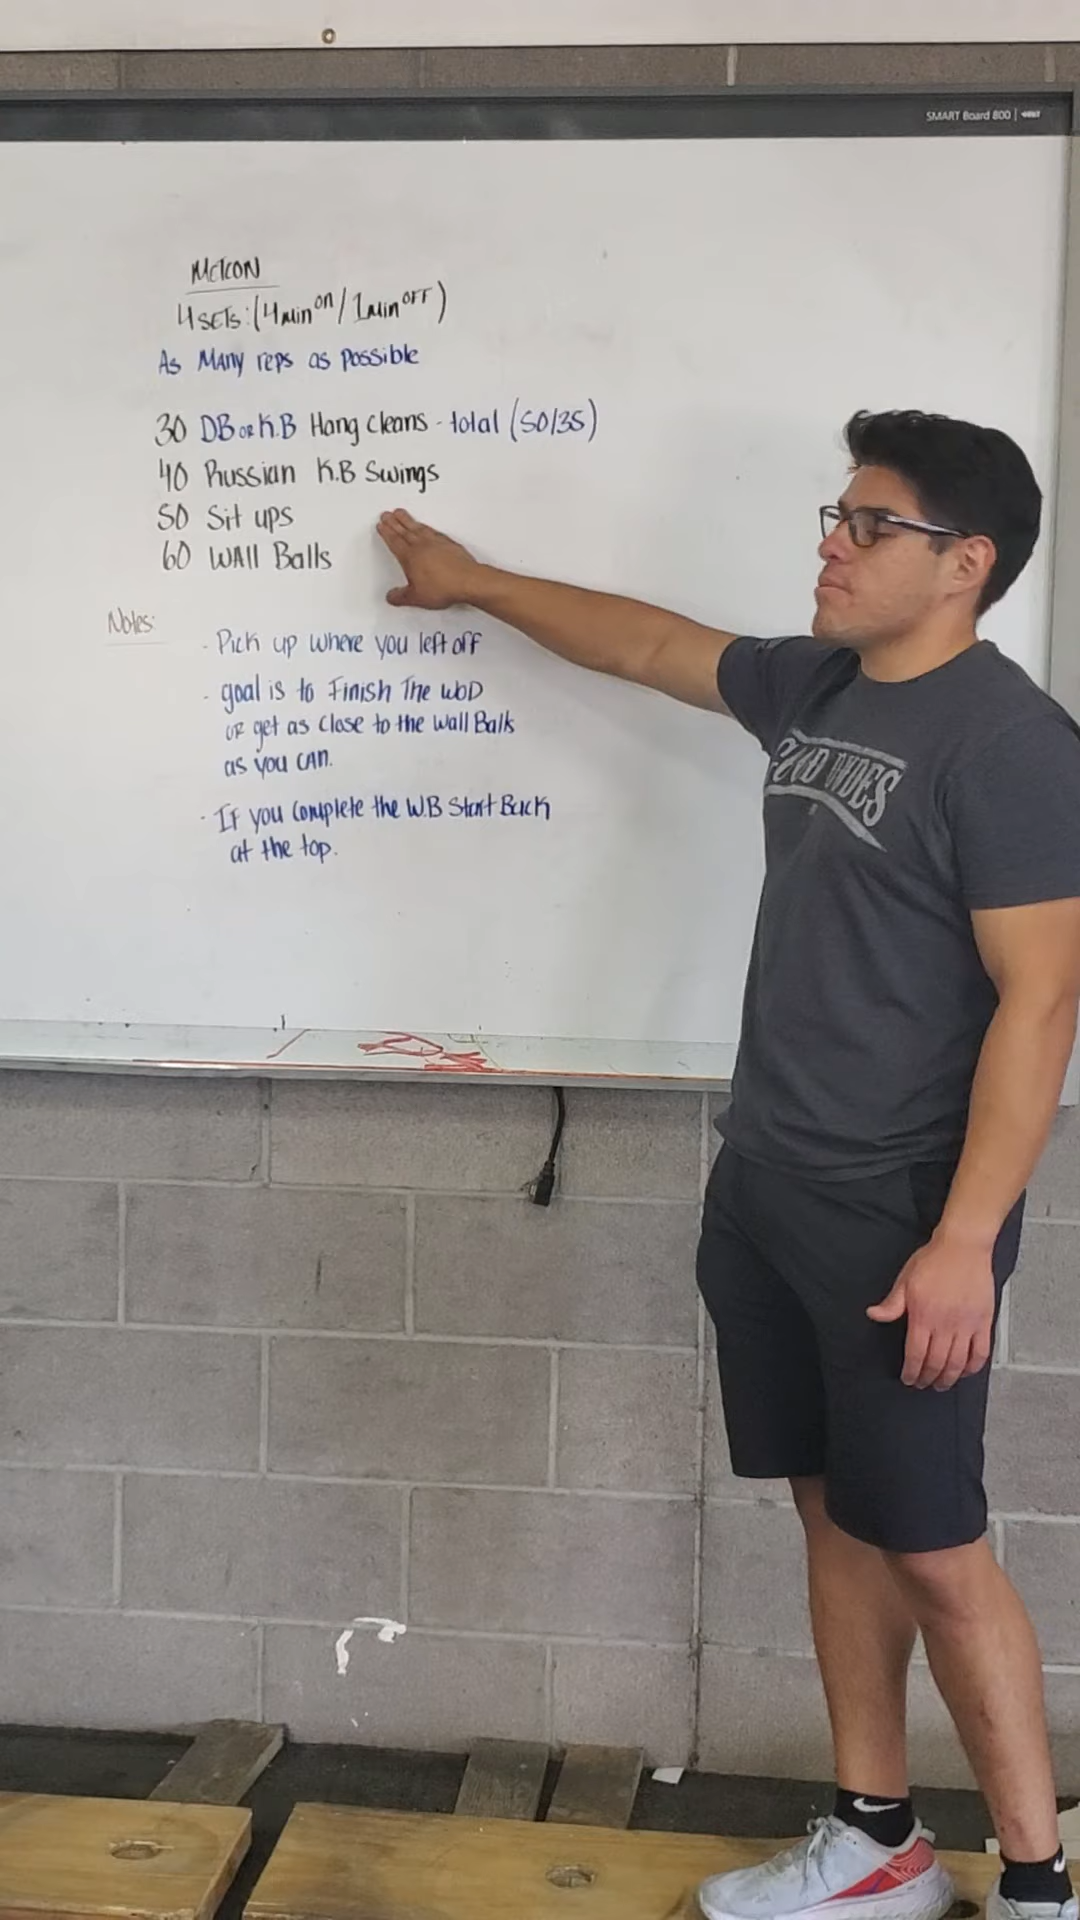 SMART Board 800
METCON
4 SETS: (4 Min ON / 1 Min OFF)
As Many reps as possible
30 DB OR K.B Hang Cleans - total (50/35)
40 Russian K.B Swings
50 Sit ups
60 WALL Balls
Notes:
- Pick up where you left off
- goal is to Finish The WOD
OR get as close to the Wall Balls
as you CAN.
- If you complete the W.B Start Back
at the top.